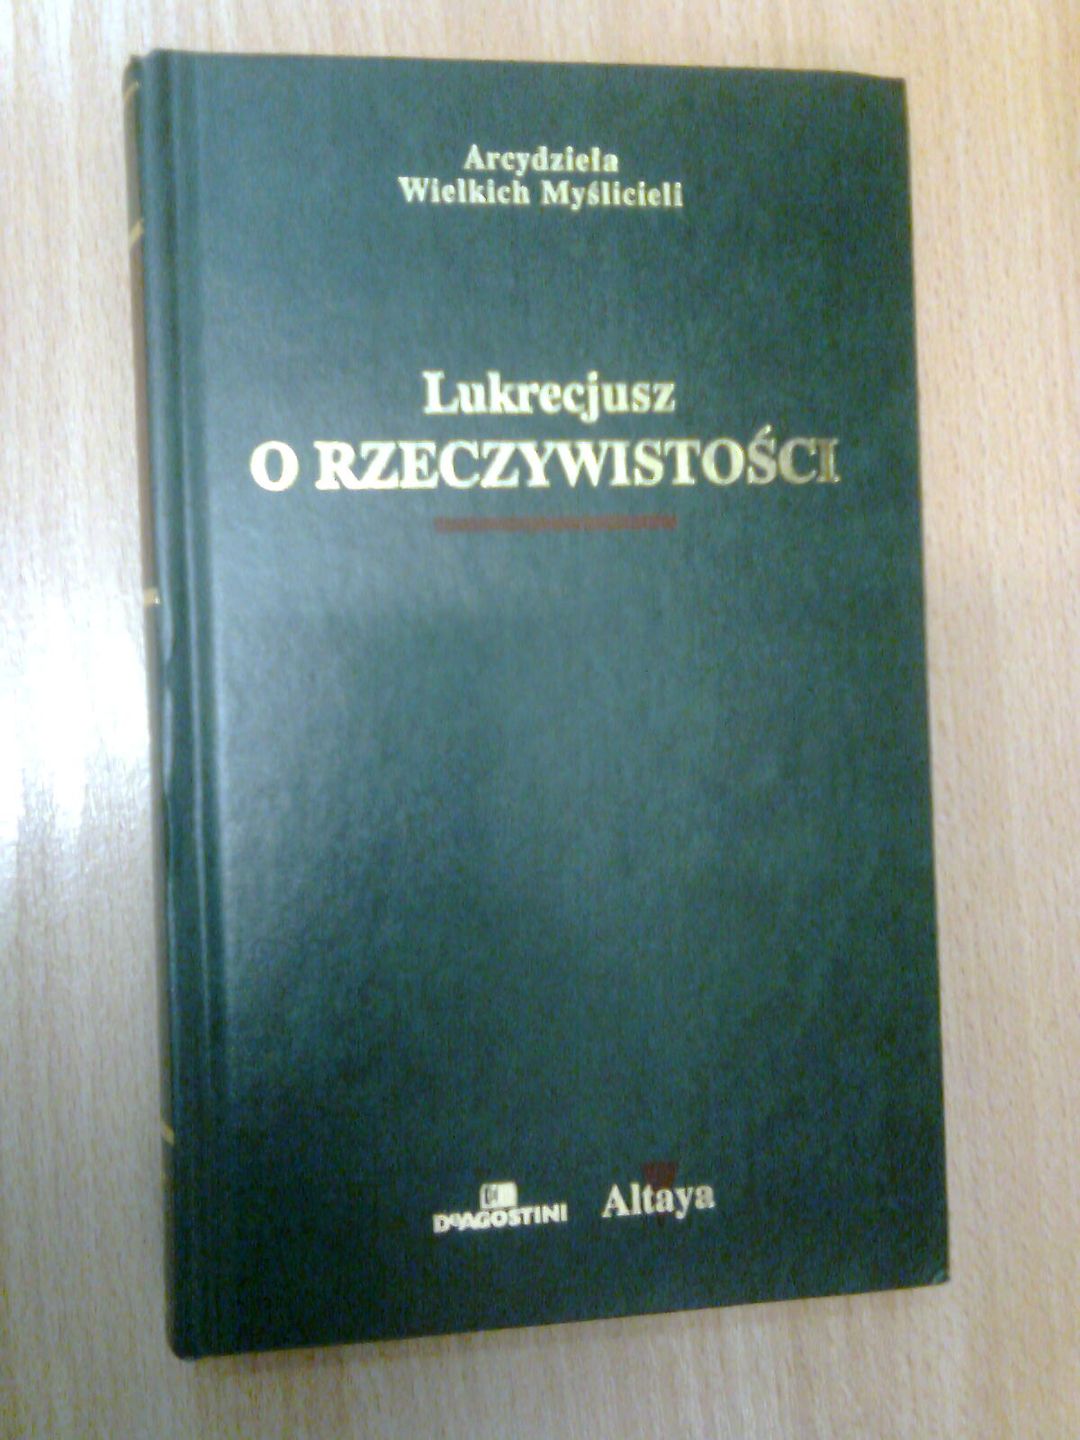 Arcydzieła
Wielkich Myślicieli
Lukrecjusz
O RZECZYWISTOŚCI
DeAGOSTINI
Altaya